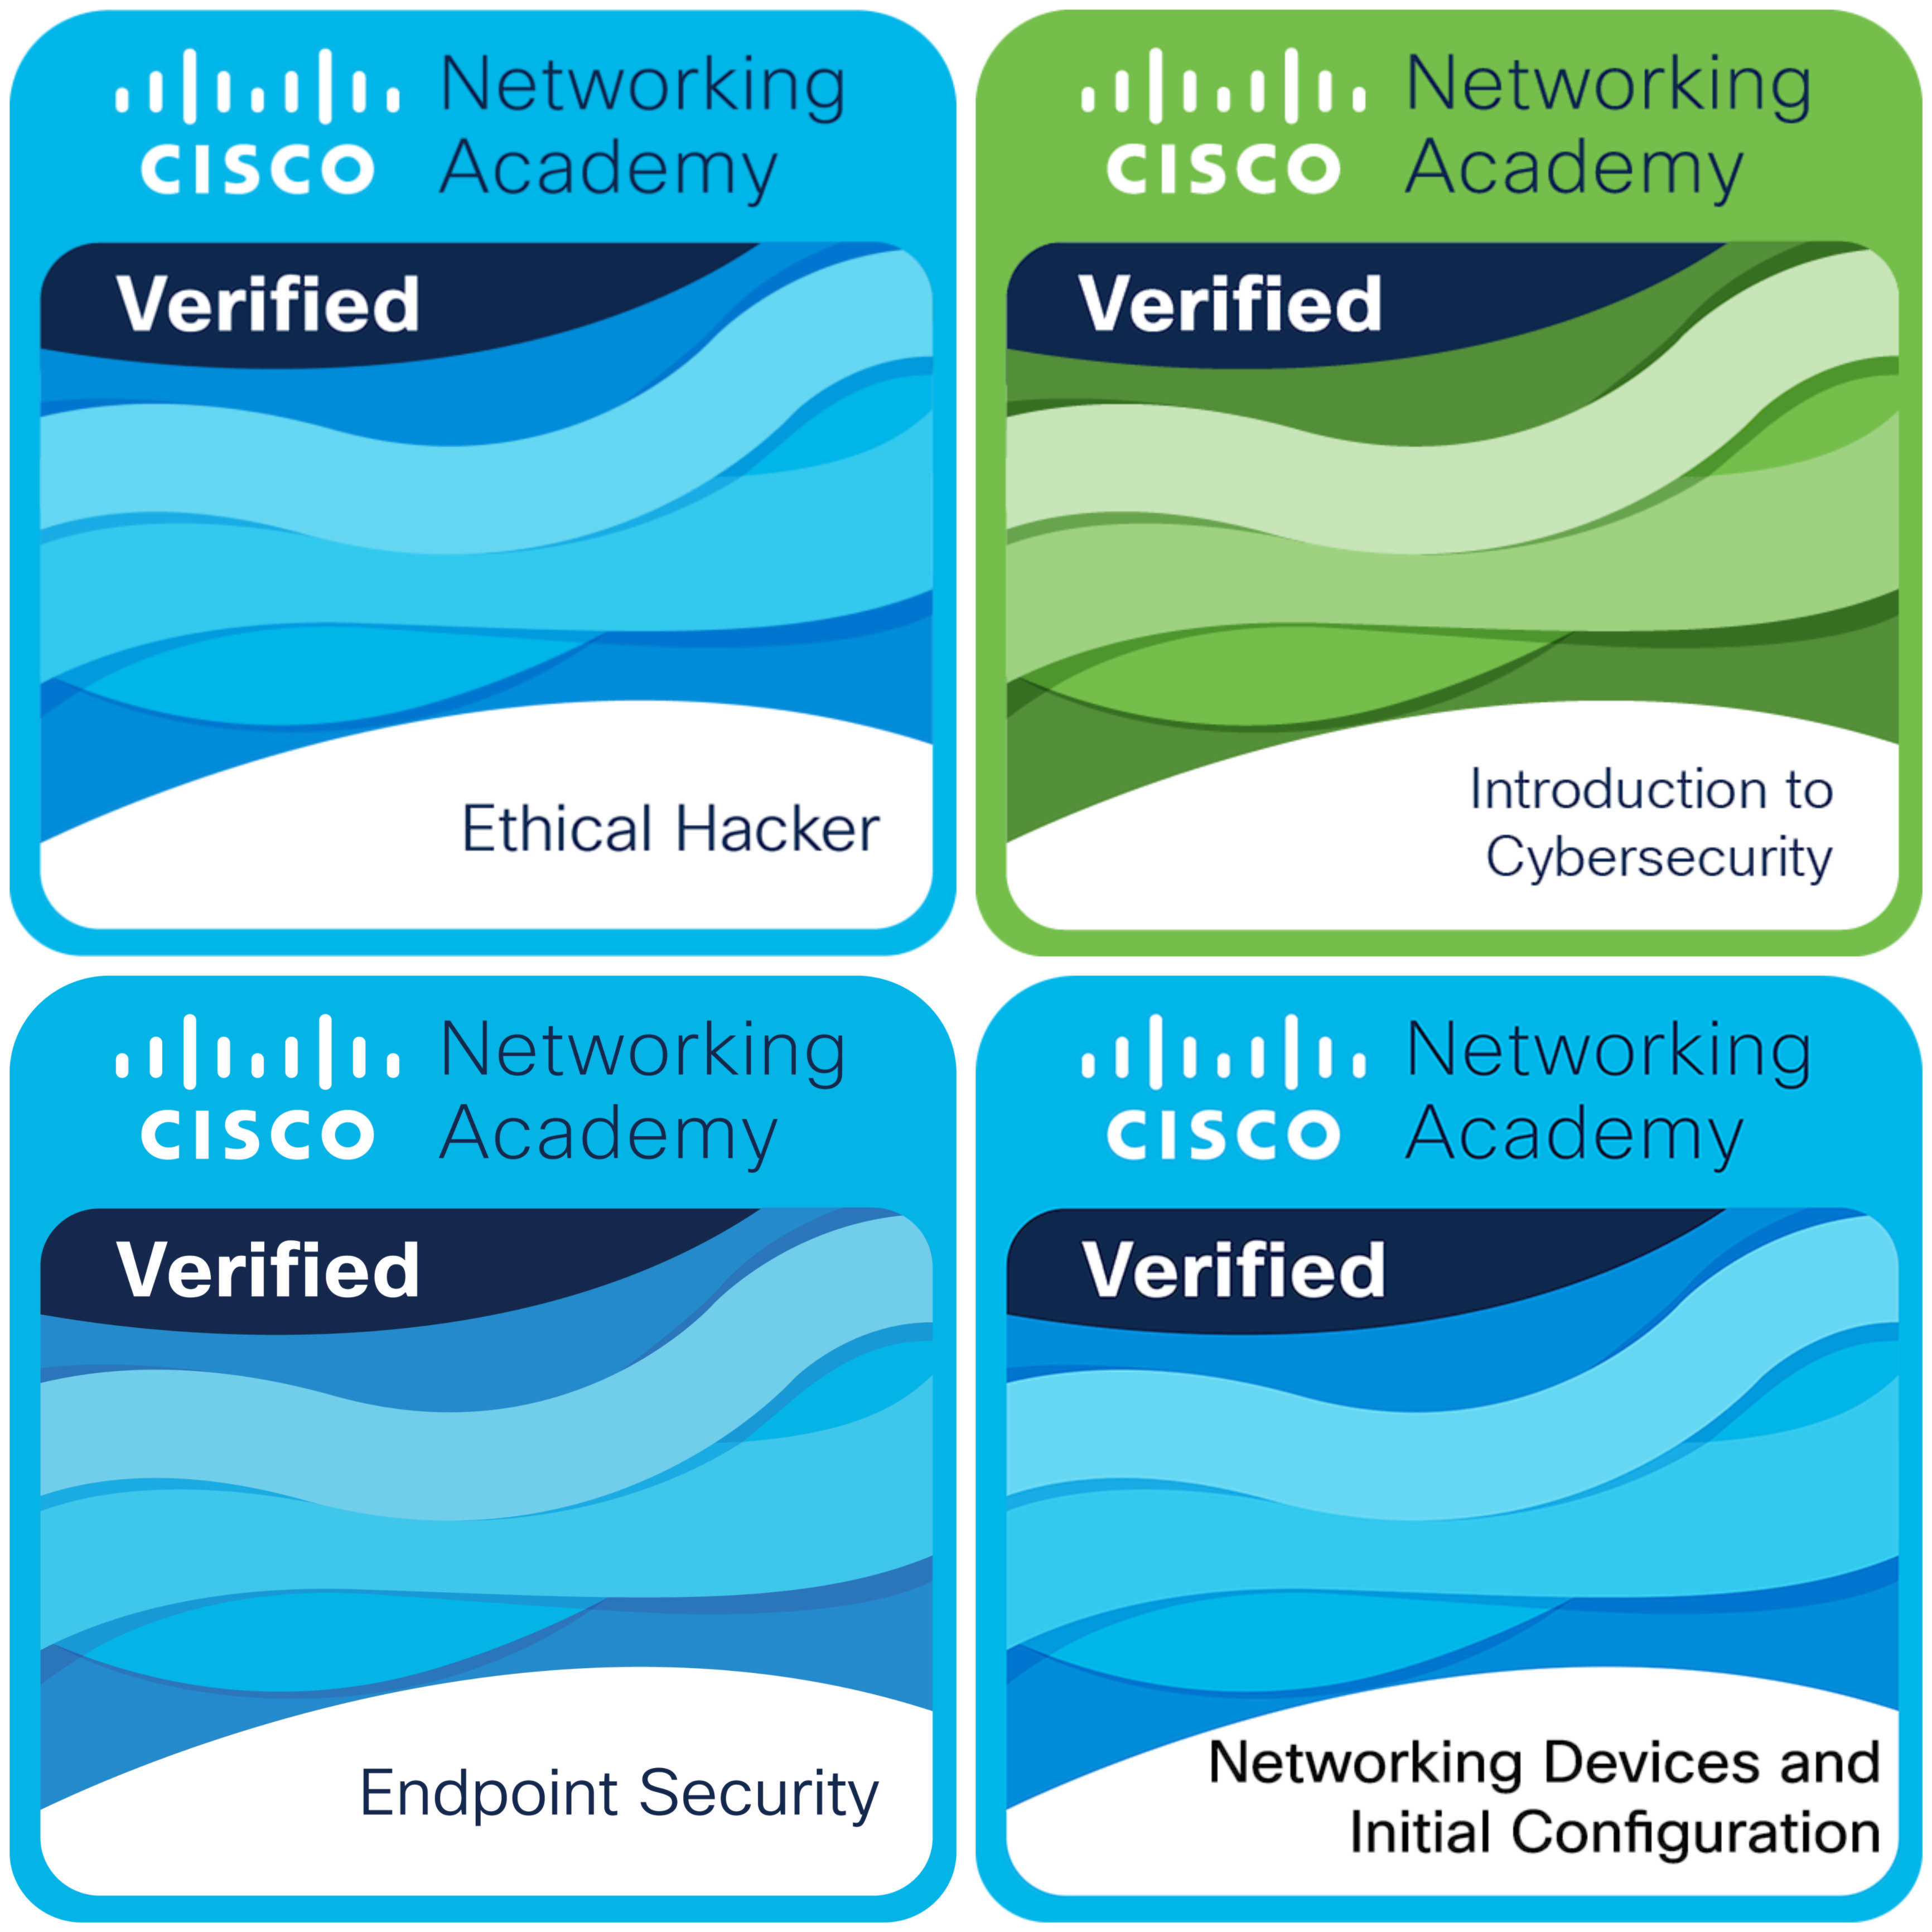 Networking
CISCO Academy
Verified
Ethical Hacker
Networking
CISCO Academy
Verified
Introduction to
Cybersecurity
Networking
CISCO Academy
Verified
Endpoint Security
Networking
CISCO Academy
Verified
Networking Devices and
Initial Configuration